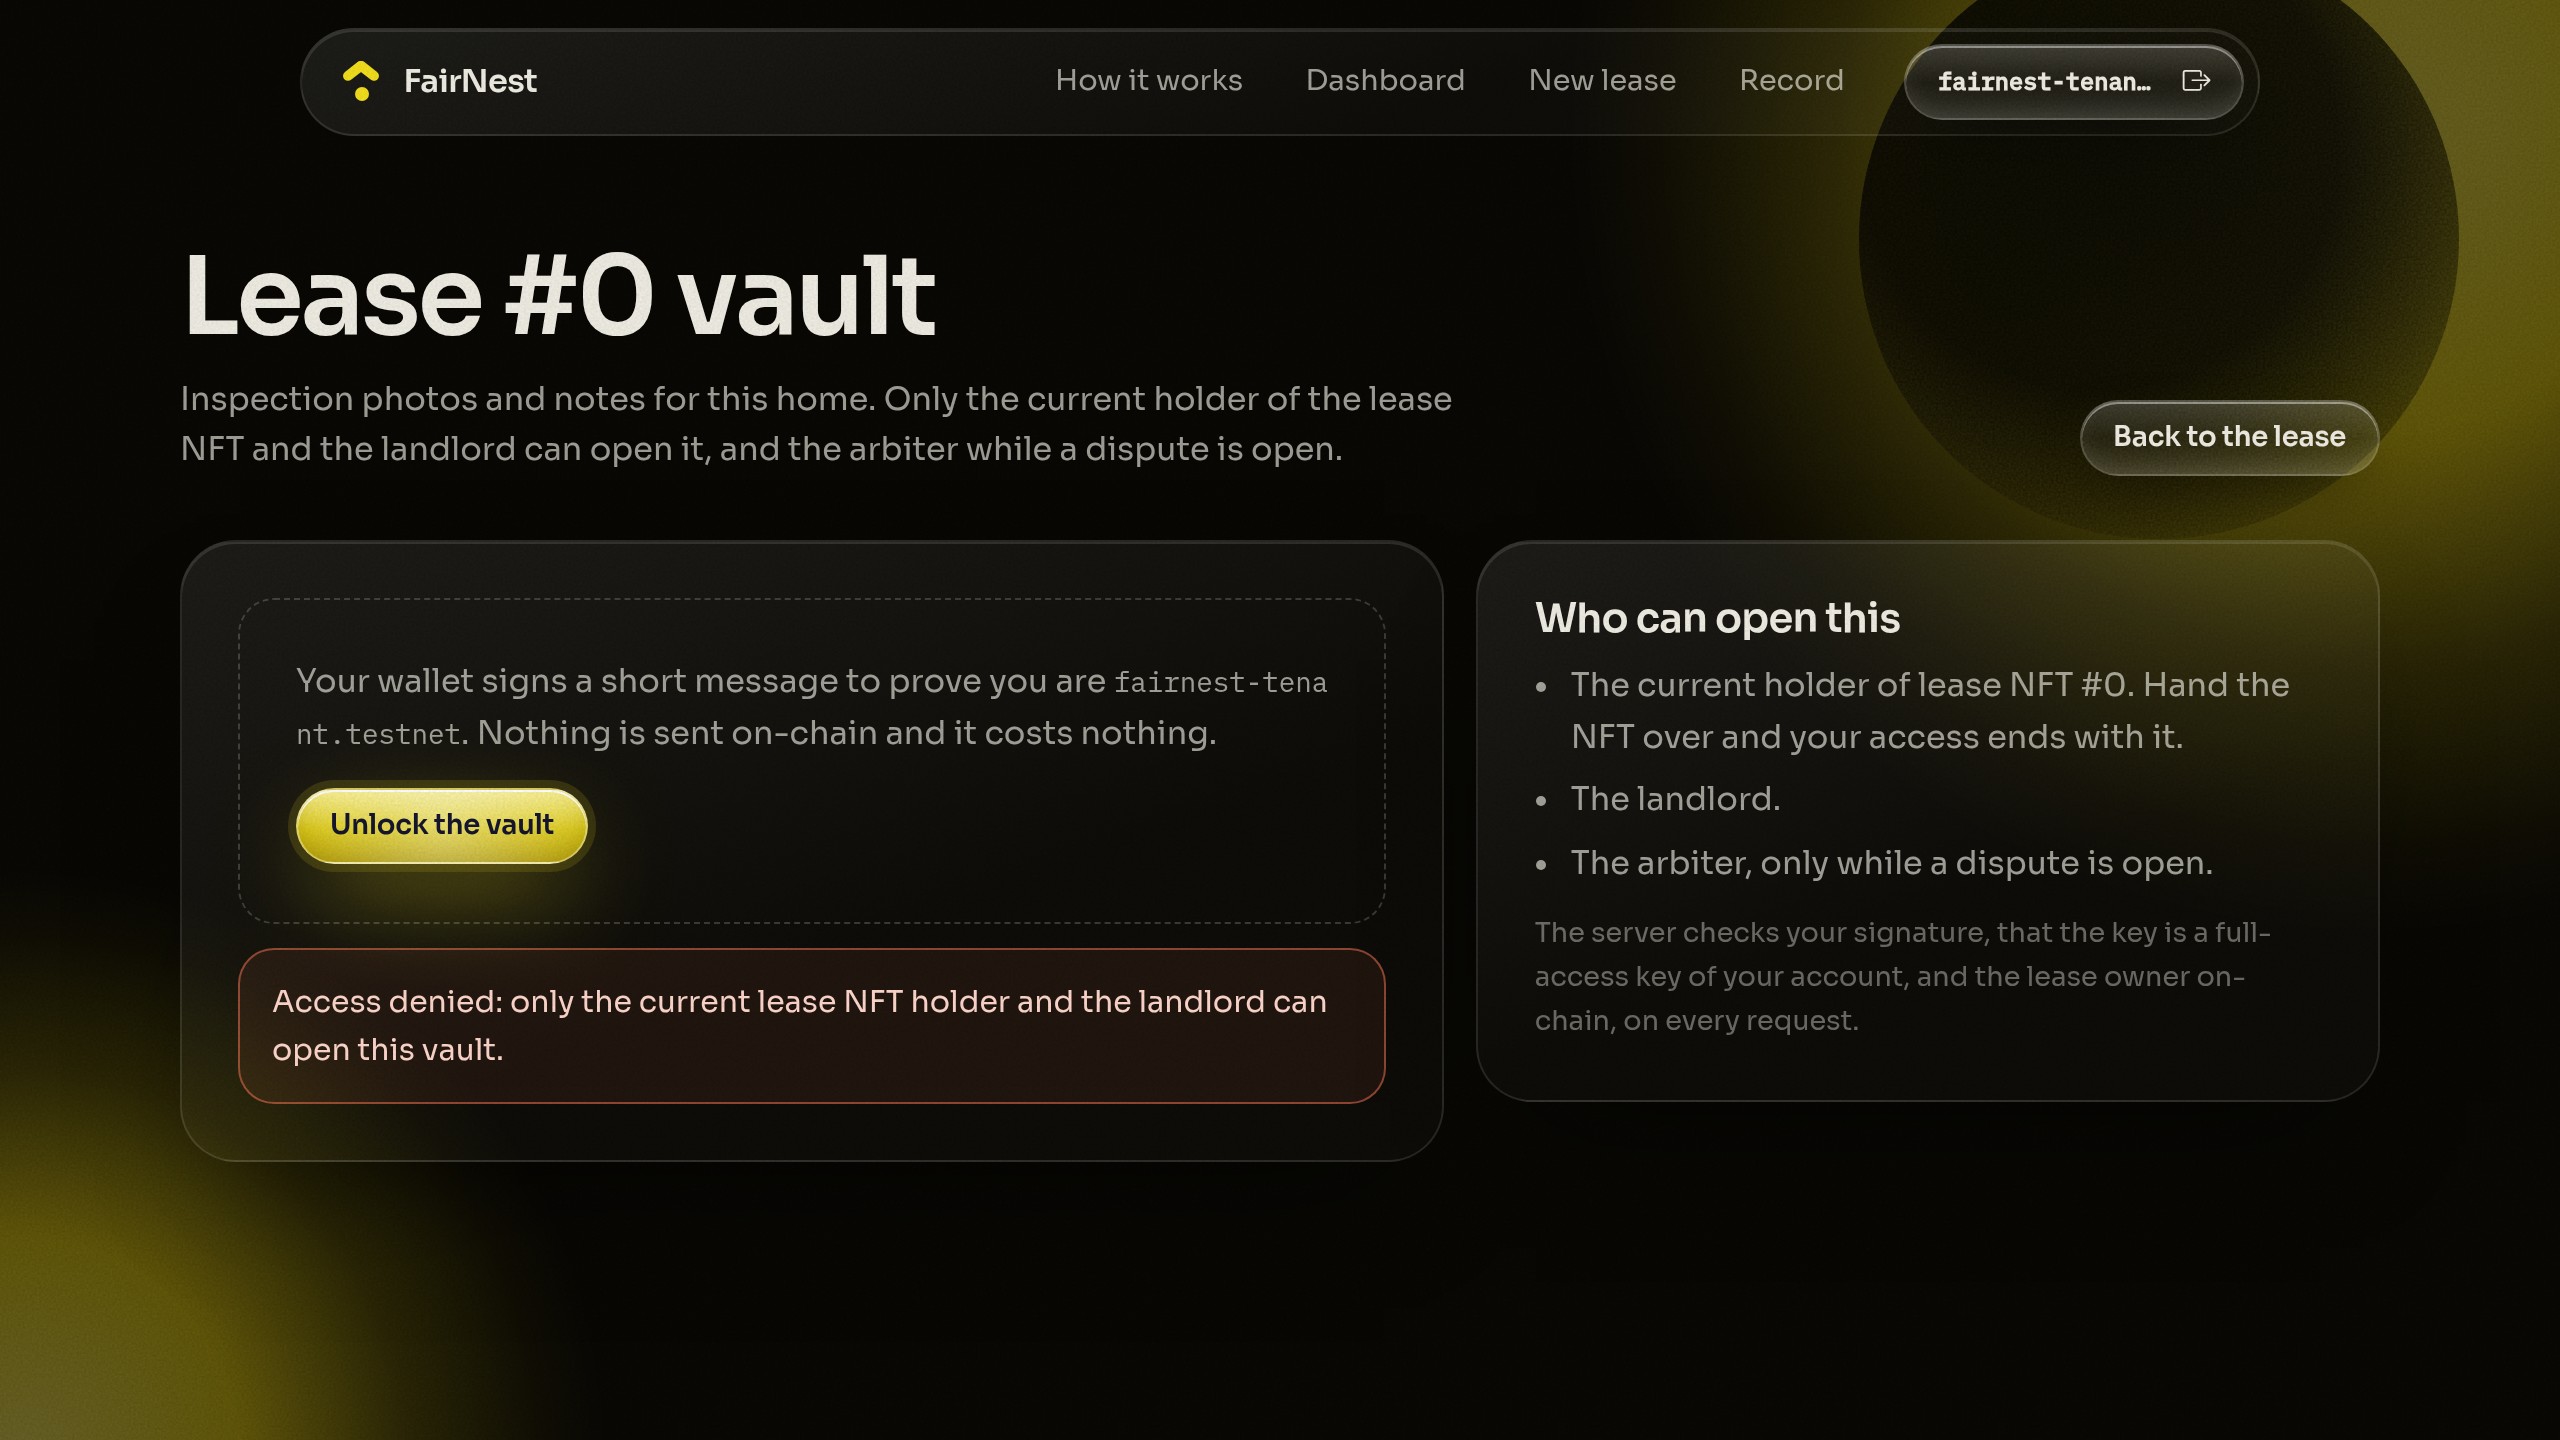 FairNest
How it works
Dashboard
New lease
Record
fairnest-tenan…
Lease #0 vault
Inspection photos and notes for this home. Only the current holder of the lease
NFT and the landlord can open it, and the arbiter while a dispute is open.
Back to the lease
Your wallet signs a short message to prove you are fairnest-tena
nt.testnet. Nothing is sent on-chain and it costs nothing.
Unlock the vault
Access denied: only the current lease NFT holder and the landlord can
open this vault.
Who can open this
• The current holder of lease NFT #0. Hand the
NFT over and your access ends with it.
• The landlord.
• The arbiter, only while a dispute is open.
The server checks your signature, that the key is a full-
access key of your account, and the lease owner on-
chain, on every request.